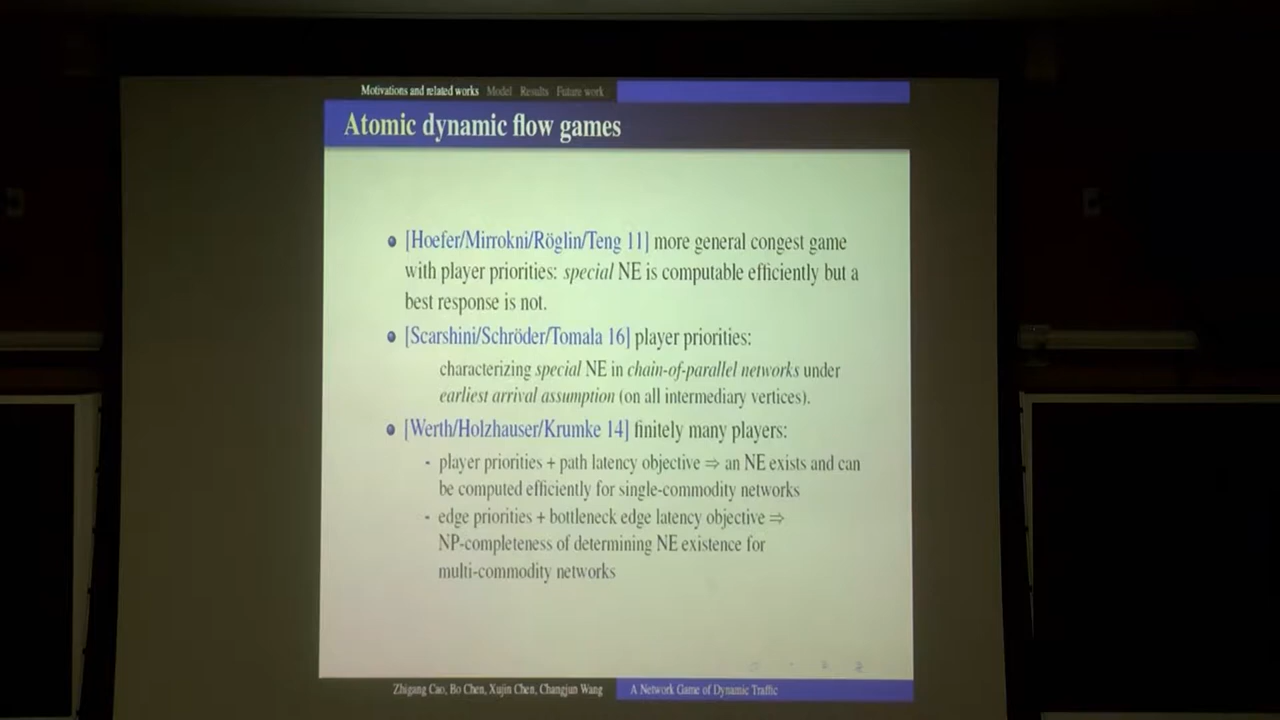 Motivations and related works Model Results Future work
Atomic dynamic flow games
[Hoefer/Mirrokni/Röglin/Teng 11] more general congest game
with player priorities: special NE is computable efficiently but a
best response is not.
[Scarshini/Schröder/Tomala 16] player priorities:
characterizing special NE in chain-of-parallel networks under
earliest arrival assumption (on all intermediary vertices).
[Werth/Holzhauser/Krumke 14] finitely many players:
- player priorities + path latency objective ⇒ an NE exists and can
be computed efficiently for single-commodity networks
- edge priorities + bottleneck edge latency objective ⇒
NP-completeness of determining NE existence for
multi-commodity networks
Zhigang Cao, Bo Chen, Xujin Chen, Changjun Wang
A Network Game of Dynamic Traffic